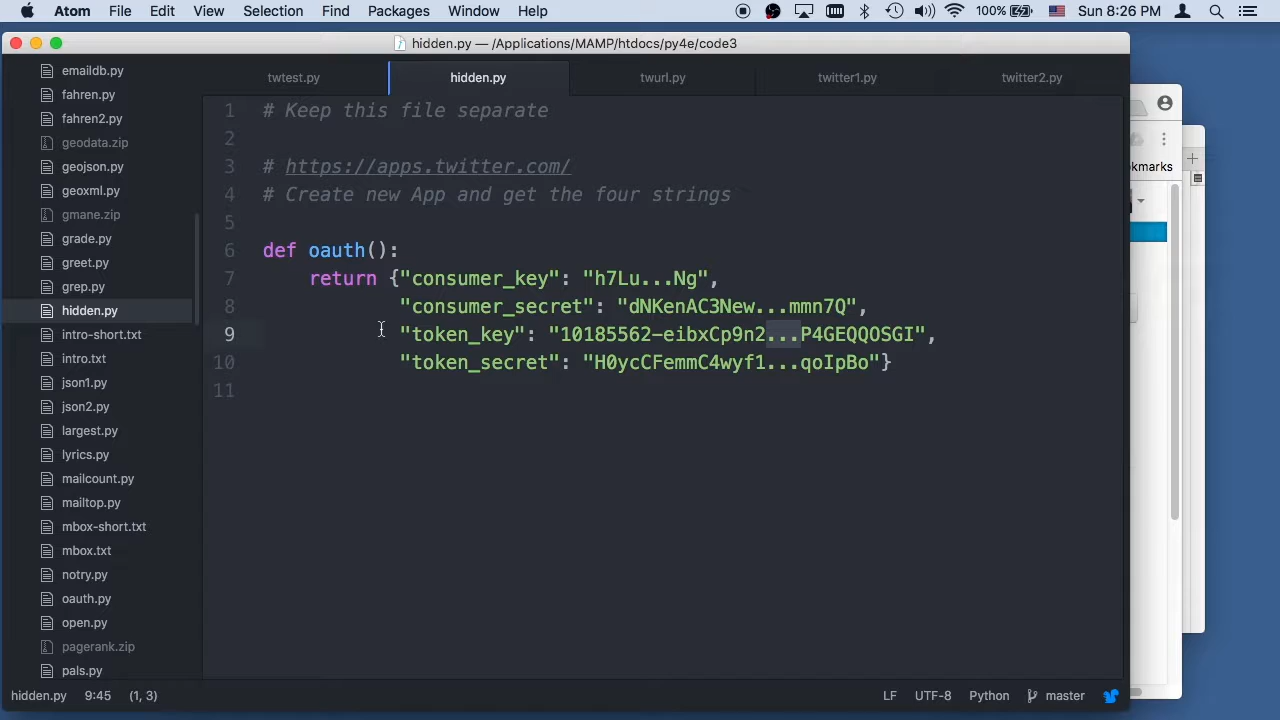 Atom File Edit View Selection Find Packages Window Help 100% Sun 8:26 PM
hidden.py — /Applications/MAMP/htdocs/py4e/code3
twtest.py hidden.py twurl.py twitter1.py twitter2.py
emaildb.py
fahren.py
fahren2.py
geodata.zip
geojson.py
geoxml.py
gmane.zip
grade.py
greet.py
grep.py
hidden.py
intro-short.txt
intro.txt
json1.py
json2.py
largest.py
lyrics.py
mailcount.py
mailtop.py
mbox-short.txt
mbox.txt
notry.py
oauth.py
open.py
pagerank.zip
pals.py
1 # Keep this file separate
2
3 # https://apps.twitter.com/
4 # Create new App and get the four strings
5
6 def oauth():
7 return {"consumer_key": "h7Lu...Ng",
8 "consumer_secret": "dNKenAC3New...mmn7Q",
9 "token_key": "10185562-eibxCp9n2...P4GEQQOSGI",
10 "token_secret": "H0ycCFemmC4wyf1...qoIpBo"}
11
okmarks
hidden.py 9:45 (1, 3) LF UTF-8 Python master